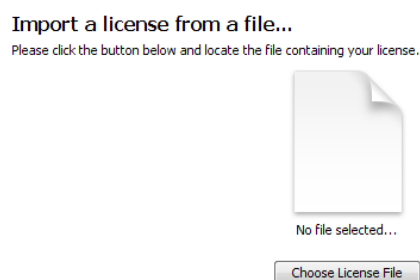 Import a license from a file...
Please click the button below and locate the file containing your license.
No file selected...
Choose License File